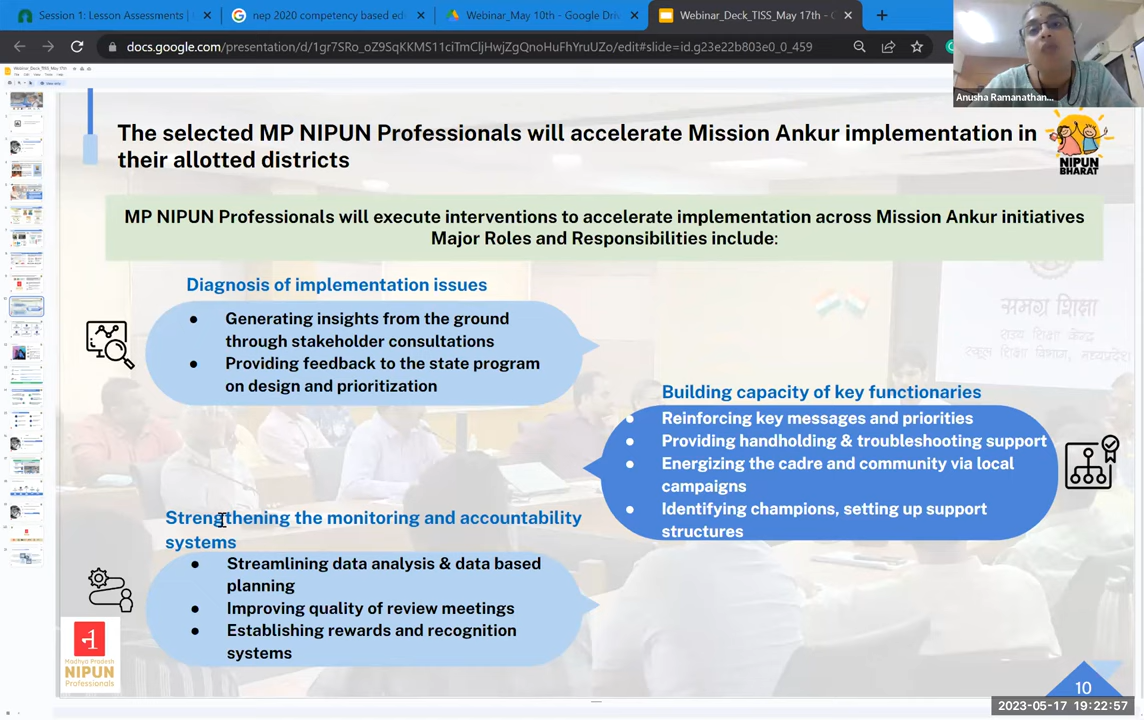 Session 1: Lesson Assessments |
nep 2020 competency based ed
Webinar_May 10th - Google Dri
Webinar_Deck_TISS_May 17th -
docs.google.com/presentation/d/1gr7SRo_oZ9SqKKMS11ciTmCljHwjZgQnoHuFhYruUZo/edit#slide=id.g23e22b803e0_0_459
Anusha Ramanathan...
Webinar_Deck_TISS_May 17th
The selected MP NIPUN Professionals will accelerate Mission Ankur implementation in
their allotted districts
NIPUN
BHARAT
MP NIPUN Professionals will execute interventions to accelerate implementation across Mission Ankur initiatives
Major Roles and Responsibilities include:
Diagnosis of implementation issues
● Generating insights from the ground
through stakeholder consultations
● Providing feedback to the state program
on design and prioritization
समग्र शिक्षा
राज्य शिक्षा केन्द्र
स्कूल शिक्षा विभाग, मध्यप्रदेश
Building capacity of key functionaries
● Reinforcing key messages and priorities
● Providing handholding & troubleshooting support
● Energizing the cadre and community via local
campaigns
● Identifying champions, setting up support
structures
Strengthening the monitoring and accountability
systems
● Streamlining data analysis & data based
planning
● Improving quality of review meetings
● Establishing rewards and recognition
systems
Madhya Pradesh
NIPUN
Professionals
10
2023-05-17 19:22:57